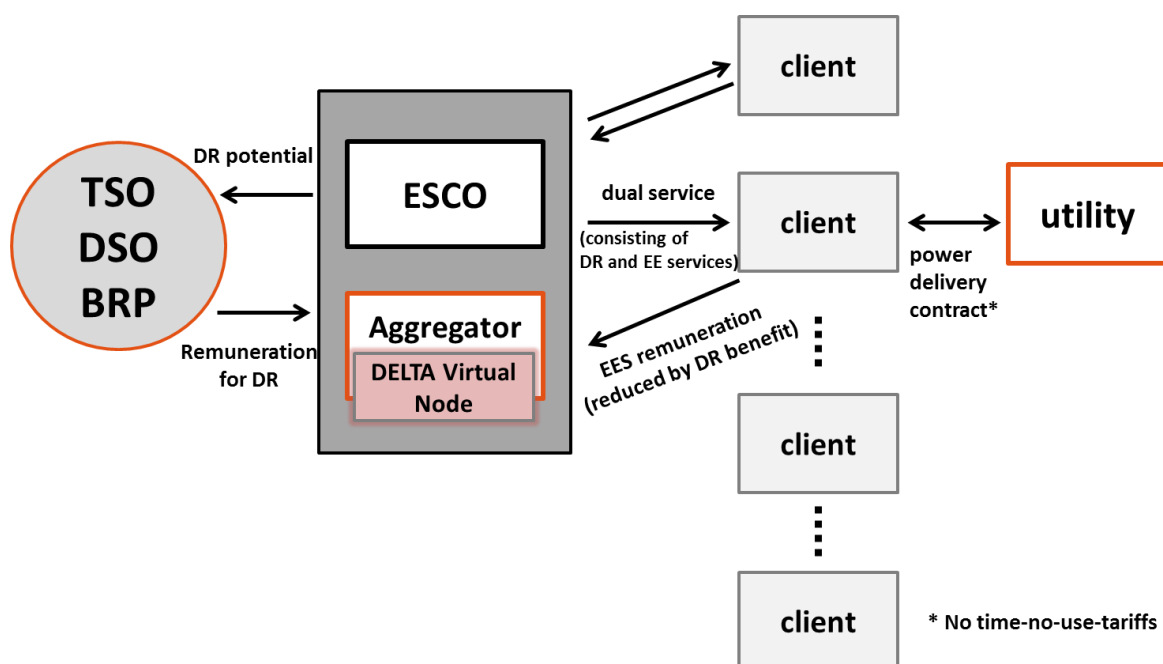 TSO
DSO
BRP
DR potential
Remuneration
for DR
ESCO
Aggregator
DELTA Virtual
Node
dual service
(consisting of
DR and EE services)
EES remuneration
(reduced by DR benefit)
client
client
client
client
power
delivery
contract*
utility
* No time-no-use-tariffs